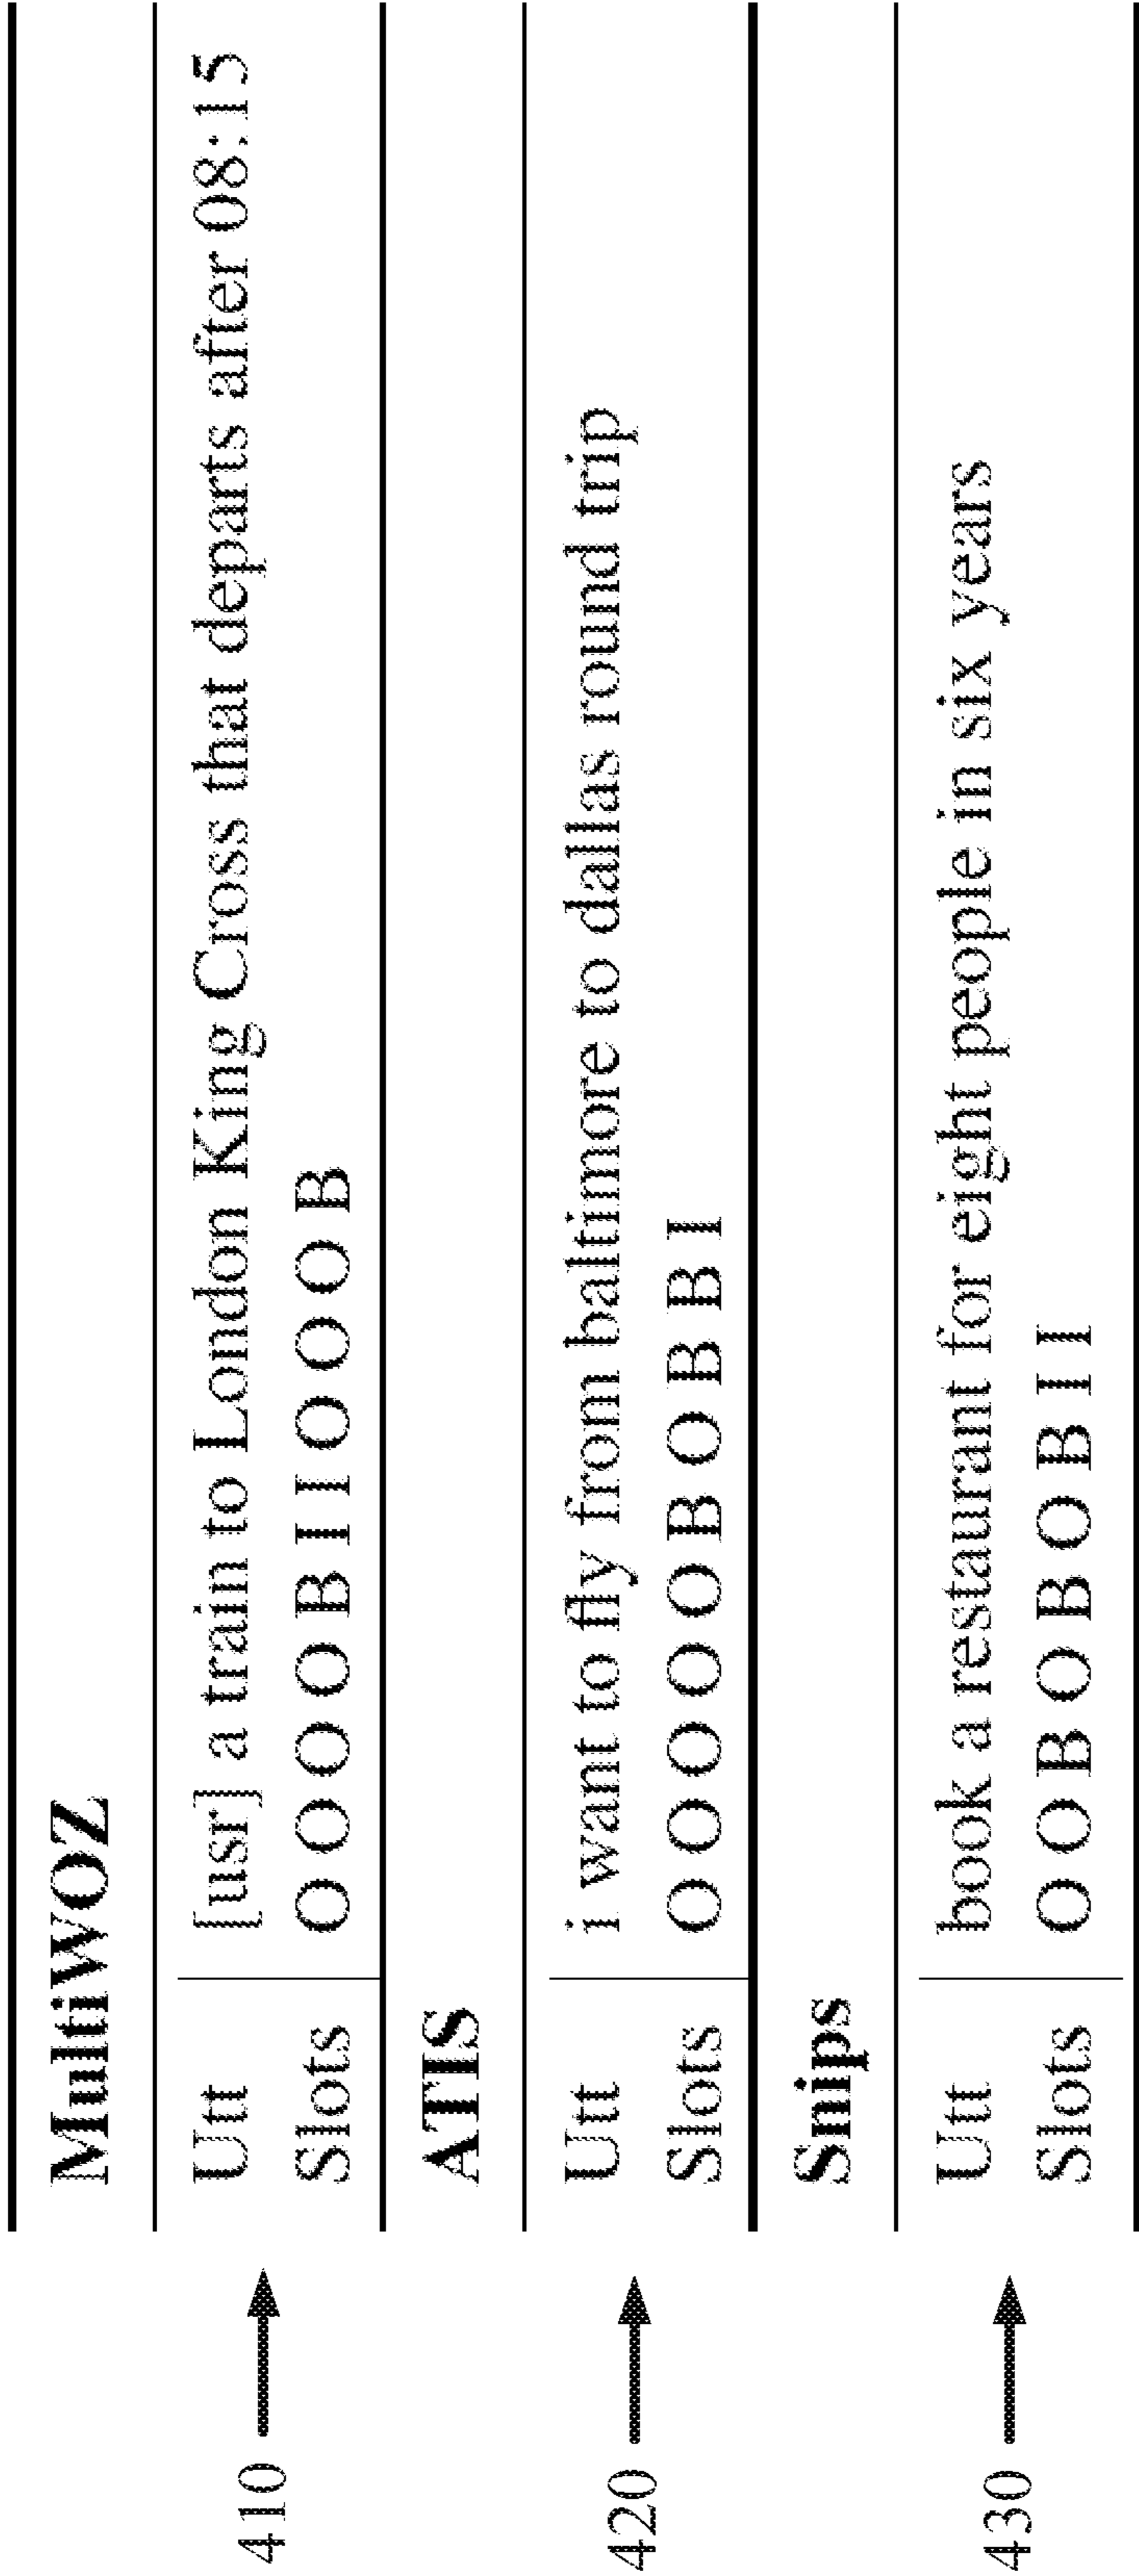 MultiWOZ
410 Utt [usr] a train to London King Cross that departs after 08:15
Slots O O O O B I I O O O B
ATIS
420 Utt i want to fly from baltimore to dallas round trip
Slots O O O O O B O B B I
Snips
430 Utt book a restaurant for eight people in six years
Slots O O B O B O B I I